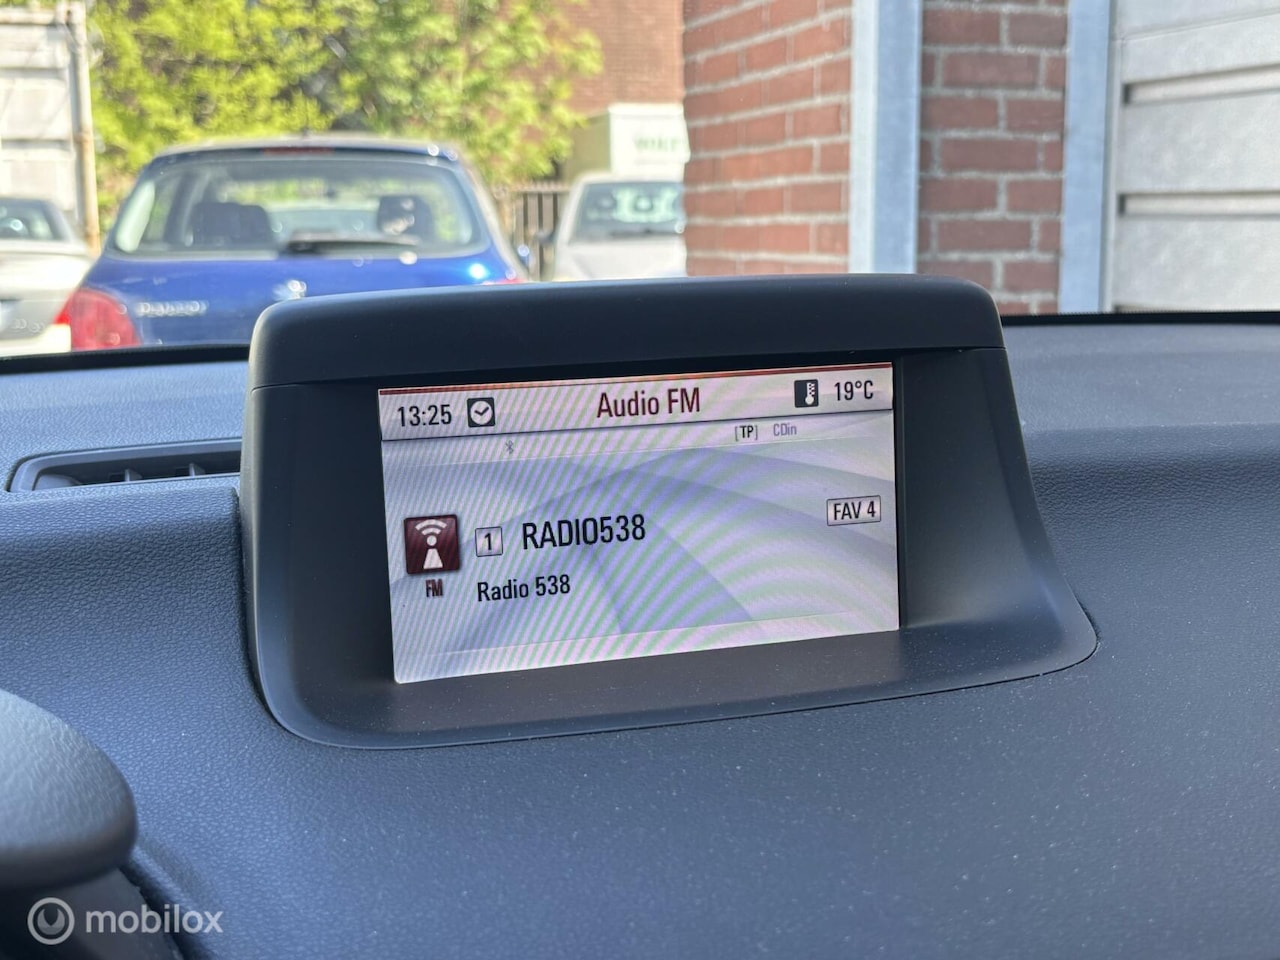 13:25
Audio FM
19°C
[TP] CDin
FAV 4
1 RADIO538
FM
Radio 538
mobilox